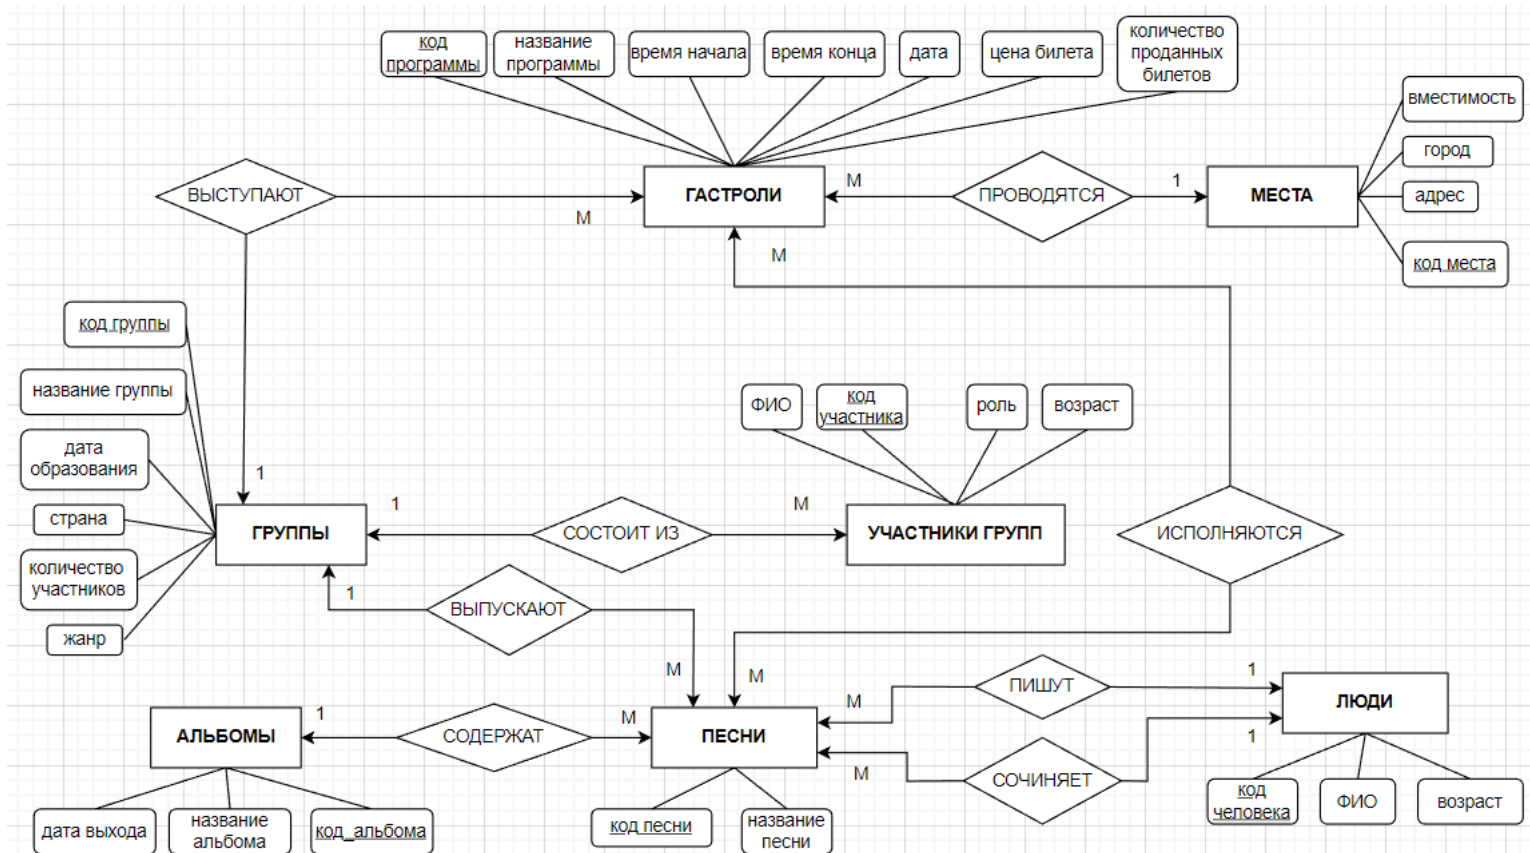 код
программы
название
программы
время начала
время конца
дата
цена билета
количество
проданных
билетов
вместимость
город
адрес
код места
ВЫСТУПАЮТ
М
ГАСТРОЛИ
М
ПРОВОДЯТСЯ
1
МЕСТА
М
код группы
название группы
дата
образования
страна
количество
участников
жанр
1
ФИО
код
участника
роль
возраст
ГРУППЫ
1
СОСТОИТ ИЗ
М
УЧАСТНИКИ ГРУПП
ИСПОЛНЯЮТСЯ
1
ВЫПУСКАЮТ
М
М
АЛЬБОМЫ
1
СОДЕРЖАТ
М
ПЕСНИ
М
ПИШУТ
1
ЛЮДИ
М
СОЧИНЯЕТ
1
дата выхода
название
альбома
код_альбома
код песни
название
песни
код
человека
ФИО
возраст